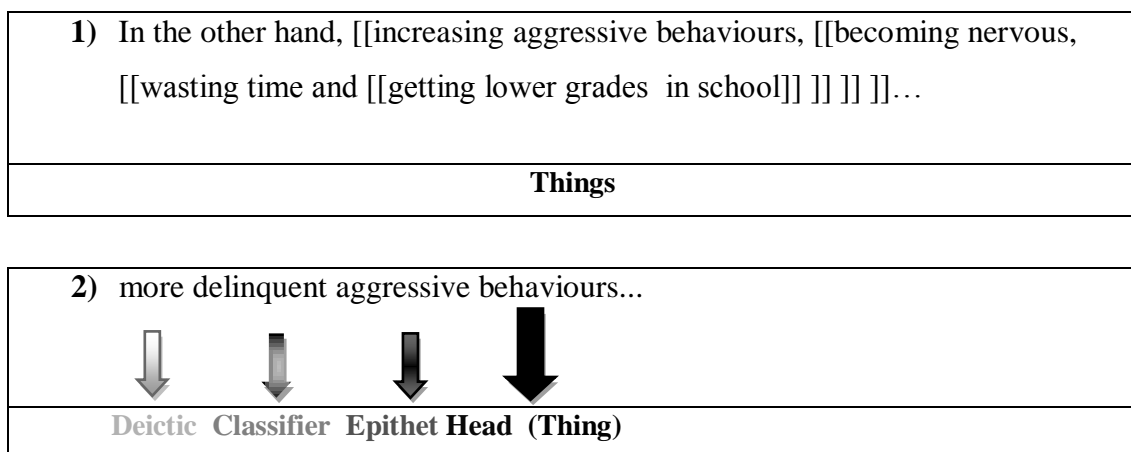 1) In the other hand, [[increasing aggressive behaviours, [[becoming nervous,
[[wasting time and [[getting lower grades in school]] ]] ]] ]]…
Things
2) more delinquent aggressive behaviours...
Deictic Classifier Epithet Head (Thing)